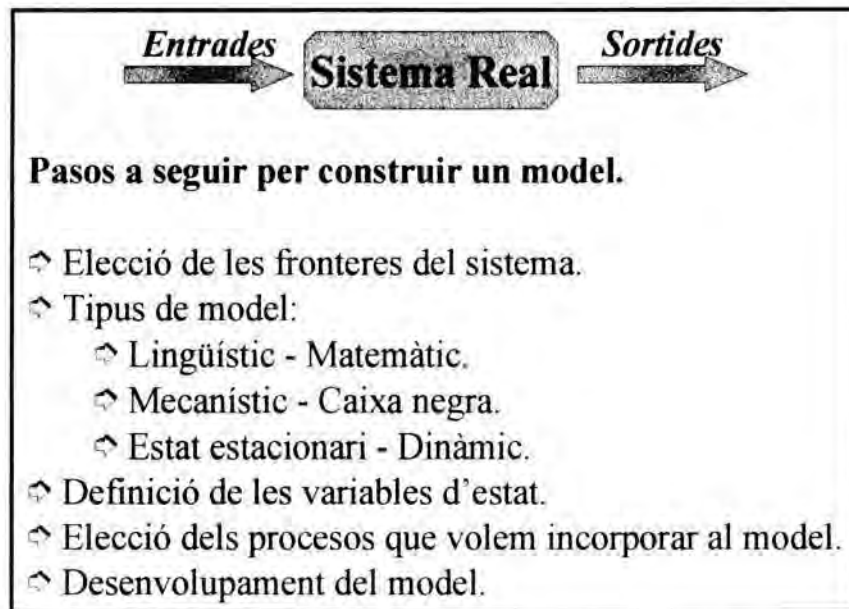 Entrades
Sistema Real
Sortides
Pasos a seguir per construir un model.
Elecció de les fronteres del sistema.
Tipus de model:
Lingüístic - Matemàtic.
Mecanístic - Caixa negra.
Estat estacionari - Dinàmic.
Definició de les variables d'estat.
Elecció dels procesos que volem incorporar al model.
Desenvolupament del model.